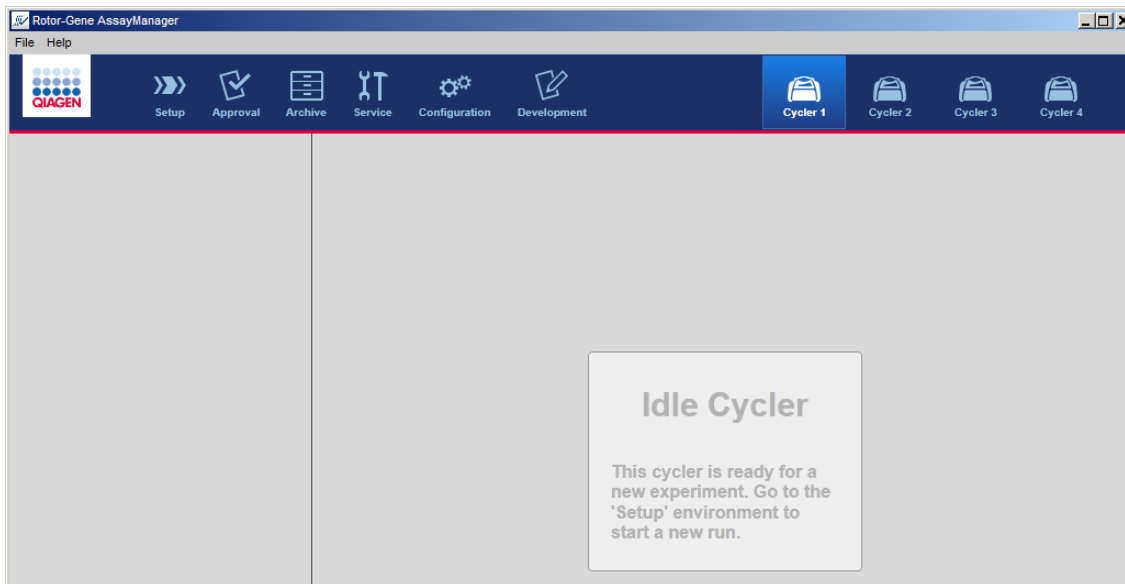 Rotor-Gene AssayManager
File Help
QIAGEN
Setup Approval Archive Service Configuration Development Cycler 1 Cycler 2 Cycler 3 Cycler 4
Idle Cycler
This cycler is ready for a
new experiment. Go to the
'Setup' environment to
start a new run.